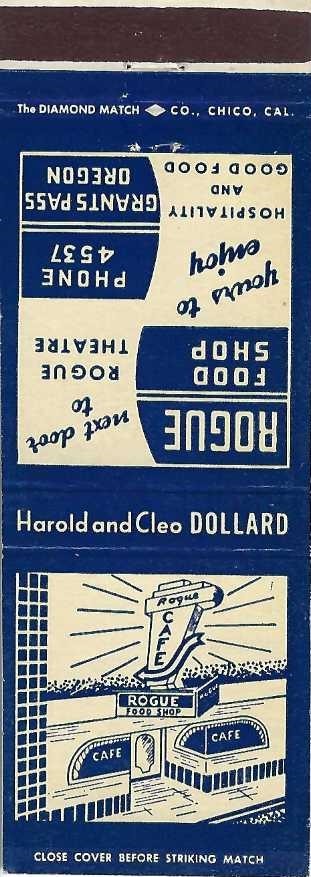 The DIAMOND MATCH CO., CHICO, CAL.
ROGUE
FOOD
SHOP
next door
to
ROGUE
THEATRE
PHONE
4537
GRANTS PASS
OREGON
yours to
enjoy
HOSPITALITY
AND
GOOD FOOD
Harold and Cleo DOLLARD
Rogue
CAFE
ROGUE
FOOD SHOP
ROGUE
CAFE
CAFE
CLOSE COVER BEFORE STRIKING MATCH